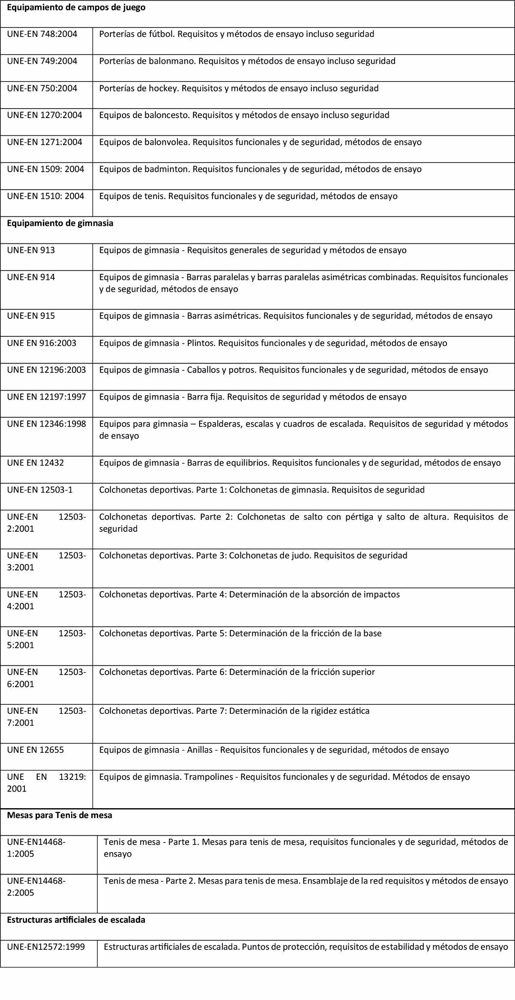 Equipamiento de campos de juego
UNE-EN 748:2004 Porterías de fútbol. Requisitos y métodos de ensayo incluso seguridad
UNE-EN 749:2004 Porterías de balonmano. Requisitos y métodos de ensayo incluso seguridad
UNE-EN 750:2004 Porterías de hockey. Requisitos y métodos de ensayo incluso seguridad
UNE-EN 1270:2004 Equipos de baloncesto. Requisitos y métodos de ensayo incluso seguridad
UNE-EN 1271:2004 Equipos de balonvolea. Requisitos funcionales y de seguridad, métodos de ensayo
UNE-EN 1509: 2004 Equipos de badminton. Requisitos funcionales y de seguridad, métodos de ensayo
UNE-EN 1510: 2004 Equipos de tenis. Requisitos funcionales y de seguridad, métodos de ensayo
Equipamiento de gimnasia
UNE-EN 913 Equipos de gimnasia - Requisitos generales de seguridad y métodos de ensayo
UNE-EN 914 Equipos de gimnasia - Barras paralelas y barras paralelas asimétricas combinadas. Requisitos funcionales
y de seguridad, métodos de ensayo
UNE-EN 915 Equipos de gimnasia - Barras asimétricas. Requisitos funcionales y de seguridad, métodos de ensayo
UNE EN 916:2003 Equipos de gimnasia - Plintos. Requisitos funcionales y de seguridad, métodos de ensayo
UNE EN 12196:2003 Equipos de gimnasia - Caballos y potros. Requisitos funcionales y de seguridad, métodos de ensayo
UNE EN 12197:1997 Equipos de gimnasia - Barra fija. Requisitos de seguridad y métodos de ensayo
UNE EN 12346:1998 Equipos para gimnasia – Espalderas, escalas y cuadros de escalada. Requisitos de seguridad y métodos
de ensayo
UNE EN 12432 Equipos de gimnasia - Barras de equilibrios. Requisitos funcionales y de seguridad, métodos de ensayo
UNE-EN 12503-1 Colchonetas deportivas. Parte 1: Colchonetas de gimnasia. Requisitos de seguridad
UNE-EN 12503-
2:2001
Colchonetas deportivas. Parte 2: Colchonetas de salto con pértiga y salto de altura. Requisitos de
seguridad
UNE-EN 12503-
3:2001
Colchonetas deportivas. Parte 3: Colchonetas de judo. Requisitos de seguridad
UNE-EN 12503-
4:2001
Colchonetas deportivas. Parte 4: Determinación de la absorción de impactos
UNE-EN 12503-
5:2001
Colchonetas deportivas. Parte 5: Determinación de la fricción de la base
UNE-EN 12503-
6:2001
Colchonetas deportivas. Parte 6: Determinación de la fricción superior
UNE-EN 12503-
7:2001
Colchonetas deportivas. Parte 7: Determinación de la rigidez estática
UNE EN 12655 Equipos de gimnasia - Anillas - Requisitos funcionales y de seguridad, métodos de ensayo
UNE EN 13219:
2001
Equipos de gimnasia. Trampolines - Requisitos funcionales y de seguridad. Métodos de ensayo
Mesas para Tenis de mesa
UNE-EN14468-
1:2005
Tenis de mesa - Parte 1. Mesas para tenis de mesa, requisitos funcionales y de seguridad, métodos de
ensayo
UNE-EN14468-
2:2005
Tenis de mesa - Parte 2. Mesas para tenis de mesa. Ensamblaje de la red requisitos y métodos de ensayo
Estructuras artificiales de escalada
UNE-EN12572:1999 Estructuras artificiales de escalada. Puntos de protección, requisitos de estabilidad y métodos de ensayo